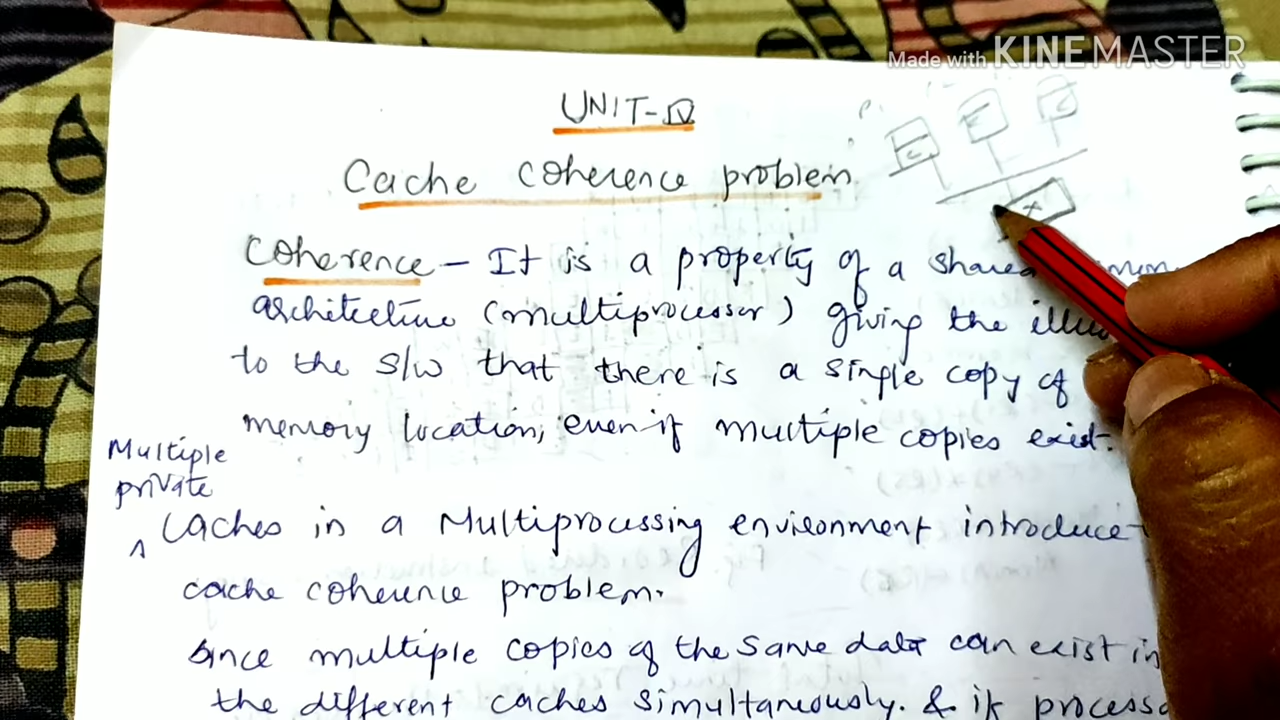 Made with KINEMASTER
UNIT-IV
Cache coherence problem
Coherence - It is a property of a shared
architecture (multiprocessor) giving the
to the S/W that there is a single copy of
memory location, even if multiple copies exist.
Multiple
private
^ Caches in a Multiprocessing environment introduce
cache coherence problem.
Since multiple copies of the same data can exist in
the different caches simultaneously. & if